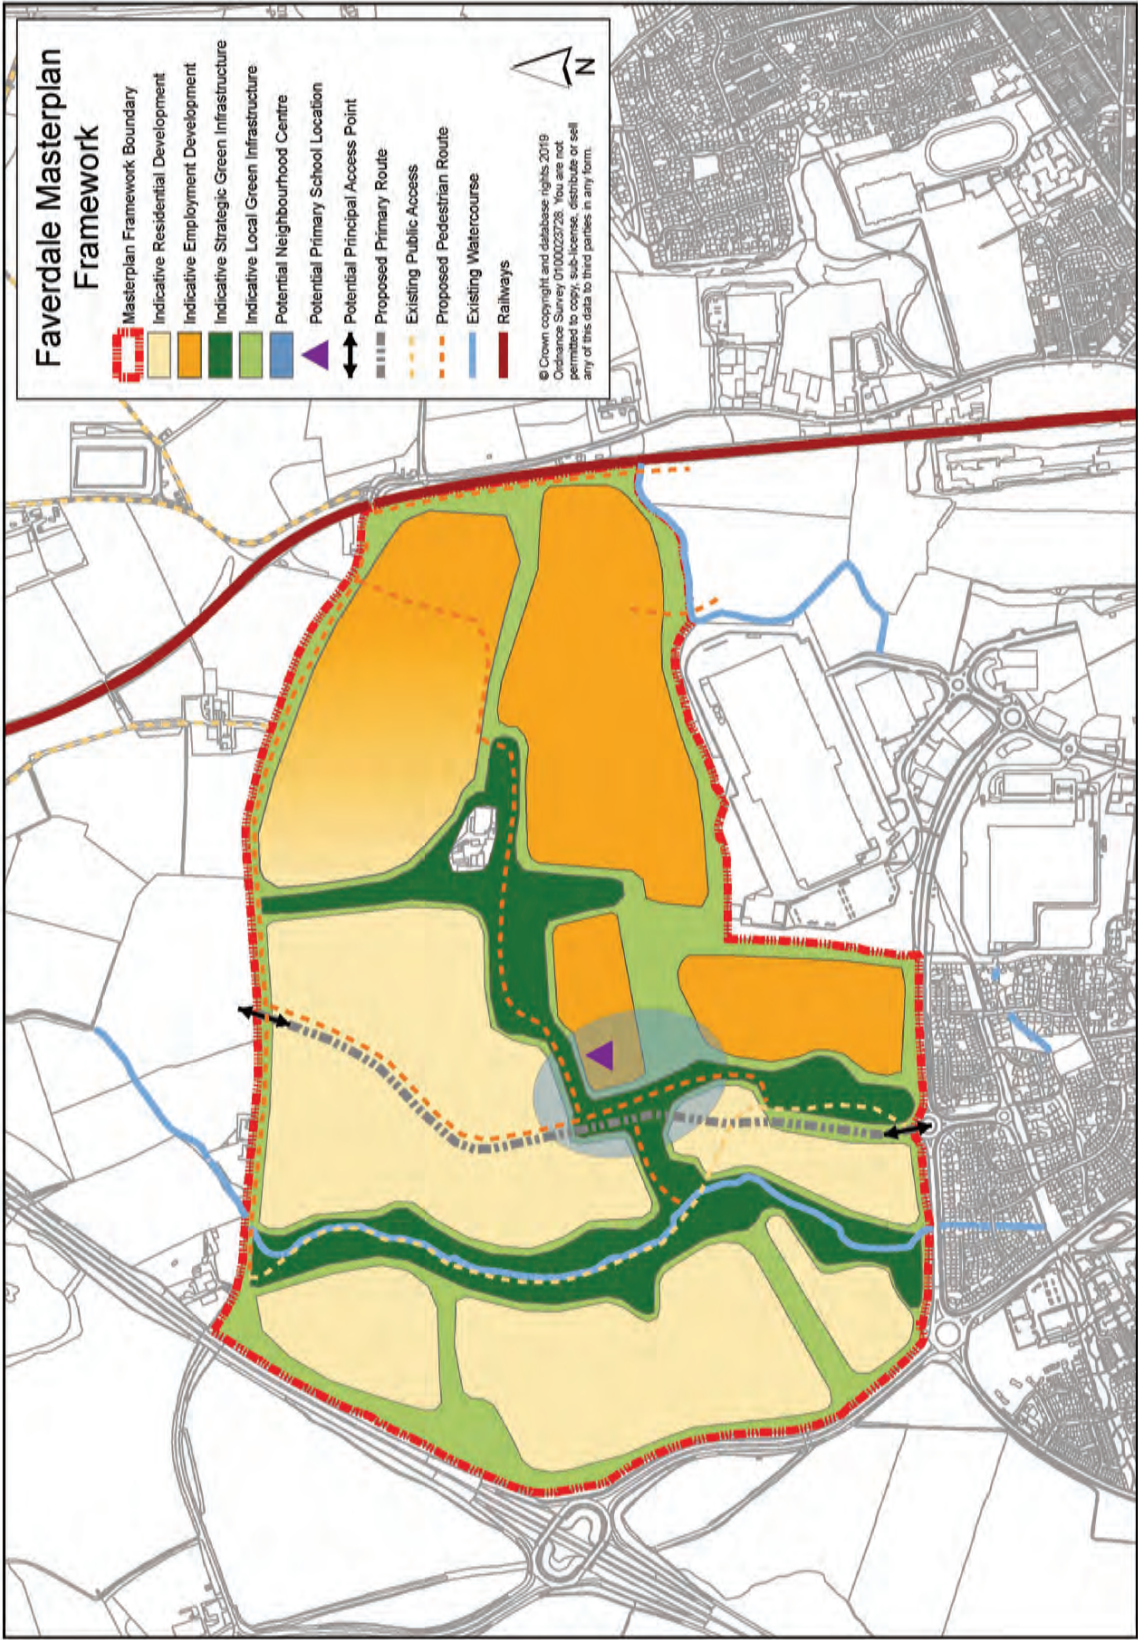 Faverdale Masterplan
Framework
Masterplan Framework Boundary
Indicative Residential Development
Indicative Employment Development
Indicative Strategic Green Infrastructure
Indicative Local Green Infrastructure
Potential Neighbourhood Centre
Potential Primary School Location
Potential Principal Access Point
Proposed Primary Route
Existing Public Access
Proposed Pedestrian Route
Existing Watercourse
Railways
© Crown copyright and database rights 2019
Ordnance Survey 0100023728. You are not
permitted to copy, sub-license, distribute or sell
any of this data to third parties in any form.
N